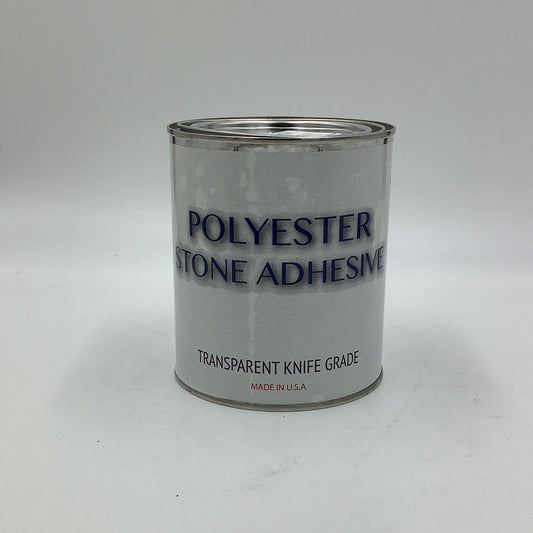 POLYESTER
STONE ADHESIVE
TRANSPARENT KNIFE GRADE
MADE IN U.S.A